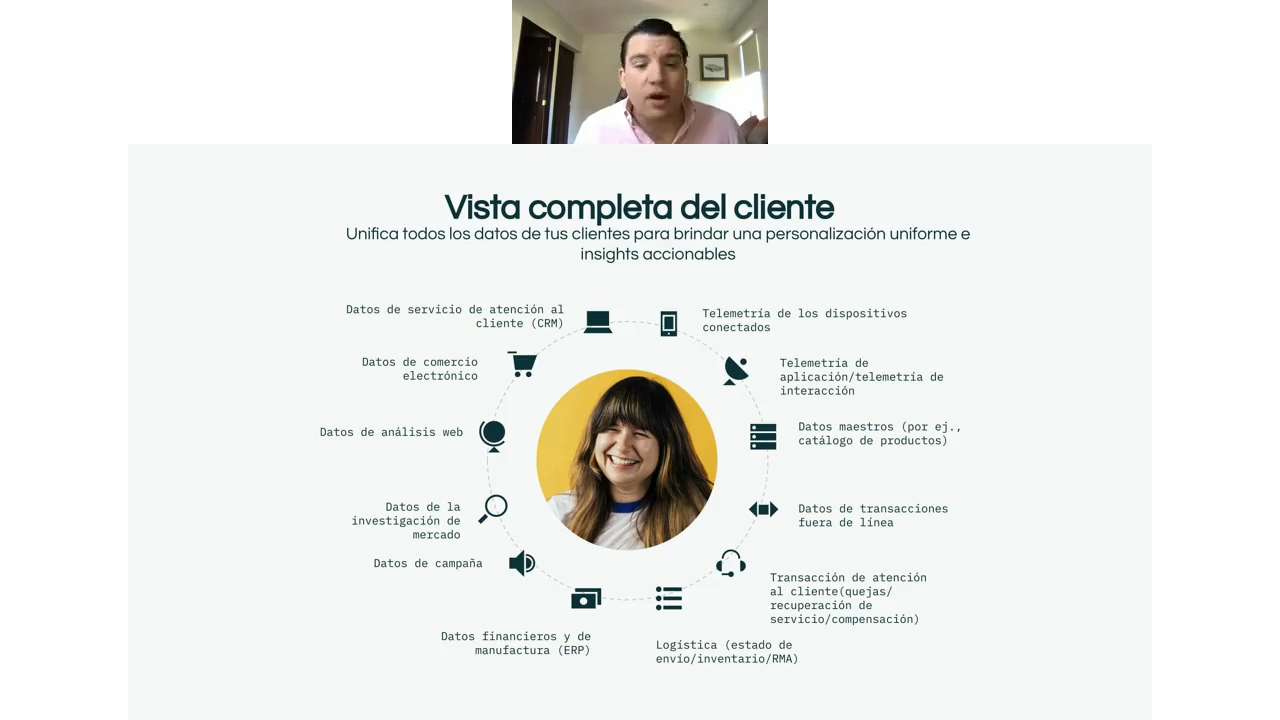 Vista completa del cliente
Unifica todos los datos de tus clientes para brindar una personalización uniforme e
insights accionables
Datos de servicio de atención al
cliente (CRM)
Telemetría de los dispositivos
conectados
Datos de comercio
electrónico
Telemetría de
aplicación/telemetría de
interacción
Datos de análisis web
Datos maestros (por ej.,
catálogo de productos)
Datos de la
investigación de
mercado
Datos de transacciones
fuera de línea
Datos de campaña
Transacción de atención
al cliente(quejas/
recuperación de
servicio/compensación)
Datos financieros y de
manufactura (ERP)
Logística (estado de
envío/inventario/RMA)